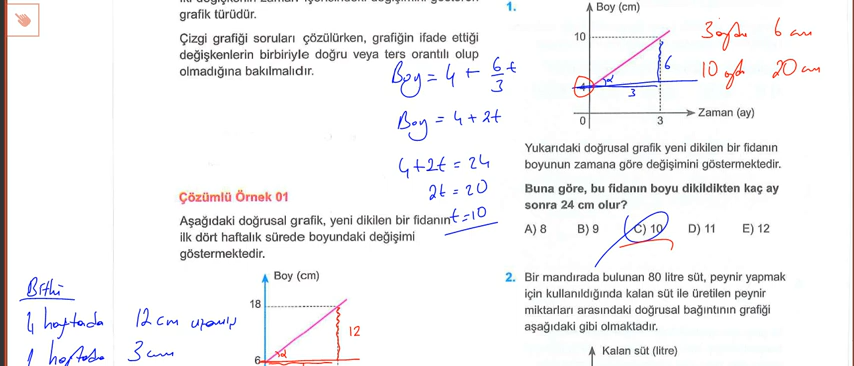 grafik türüdür.
Çizgi grafiği soruları çözülürken, grafiğin ifade ettiği
değişkenlerin birbiriyle doğru veya ters orantılı olup
olmadığına bakılmalıdır.
Boy = 4 + 6/3 t
Boy = 4 + 2t
4 + 2t = 24
2t = 20
t = 10
Çözümlü Örnek 01
Aşağıdaki doğrusal grafik, yeni dikilen bir fidanın
ilk dört haftalık sürede boyundaki değişimi
göstermektedir.
Bitki
4 haftada 12 cm uzamış
1 haftada 3 cm
Boy (cm)
18
12
6
α
1.
Boy (cm)
10
6
4
α
3
0
3
Zaman (ay)
3 ayda 6 cm
10 ayda 20 cm
Yukarıdaki doğrusal grafik yeni dikilen bir fidanın
boyunun zamana göre değişimini göstermektedir.
Buna göre, bu fidanın boyu dikildikten kaç ay
sonra 24 cm olur?
A) 8 B) 9 C) 10 D) 11 E) 12
2. Bir mandırada bulunan 80 litre süt, peynir yapmak
için kullanıldığında kalan süt ile üretilen peynir
miktarları arasındaki doğrusal bağıntının grafiği
aşağıdaki gibi olmaktadır.
Kalan süt (litre)